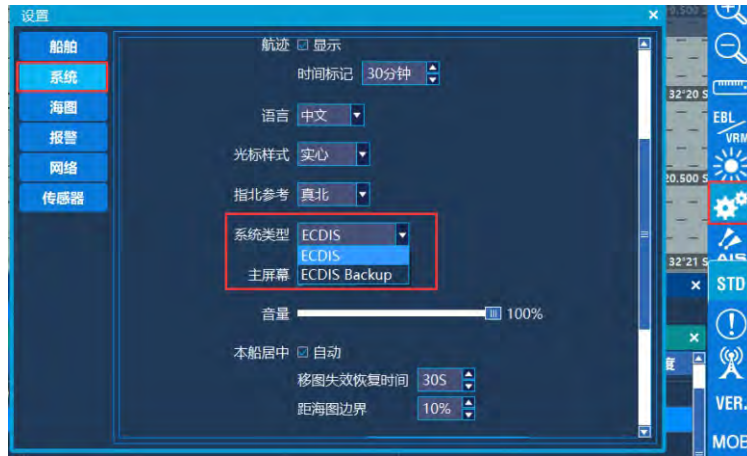 设置
船舶
系统
海图
报警
网络
传感器
航迹 显示
时间标记 30分钟
语言 中文
光标样式 实心
指北参考 真北
系统类型 ECDIS
ECDIS
主屏幕 ECDIS Backup
音量 100%
本船居中 自动
移图失效恢复时间 30S
距海图边界 10%
32°20 S
20.500 S
32°21 S
EBL
VRM
AIS
STD
度
VER.
MOB